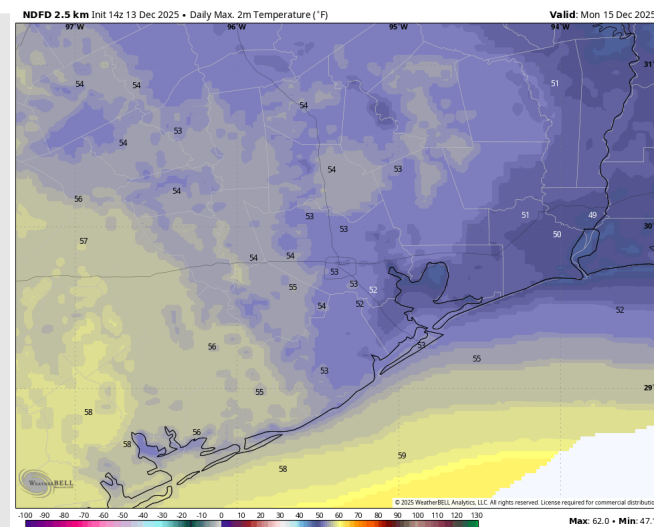 NDFD 2.5 km Init 14z 13 Dec 2025 • Daily Max. 2m Temperature (°F)
Valid: Mon 15 Dec 2025
97°W 96°W 95°W 94°W
31°
54 54 51
54
53
54
54 53
54
56
53 51 49
53
57 50 30°
54 54
53
55 53 52
54 52 52
53
56 55
53
55 29°
58
56
58
59
58
WeatherBELL
© 2025 WeatherBELL Analytics, LLC. All rights reserved. License required for commercial distributio
-100 -90 -80 -70 -60 -50 -40 -30 -20 -10 0 10 20 30 40 50 60 70 80 90 100 110 120 130
Max: 62.0 • Min: 47.